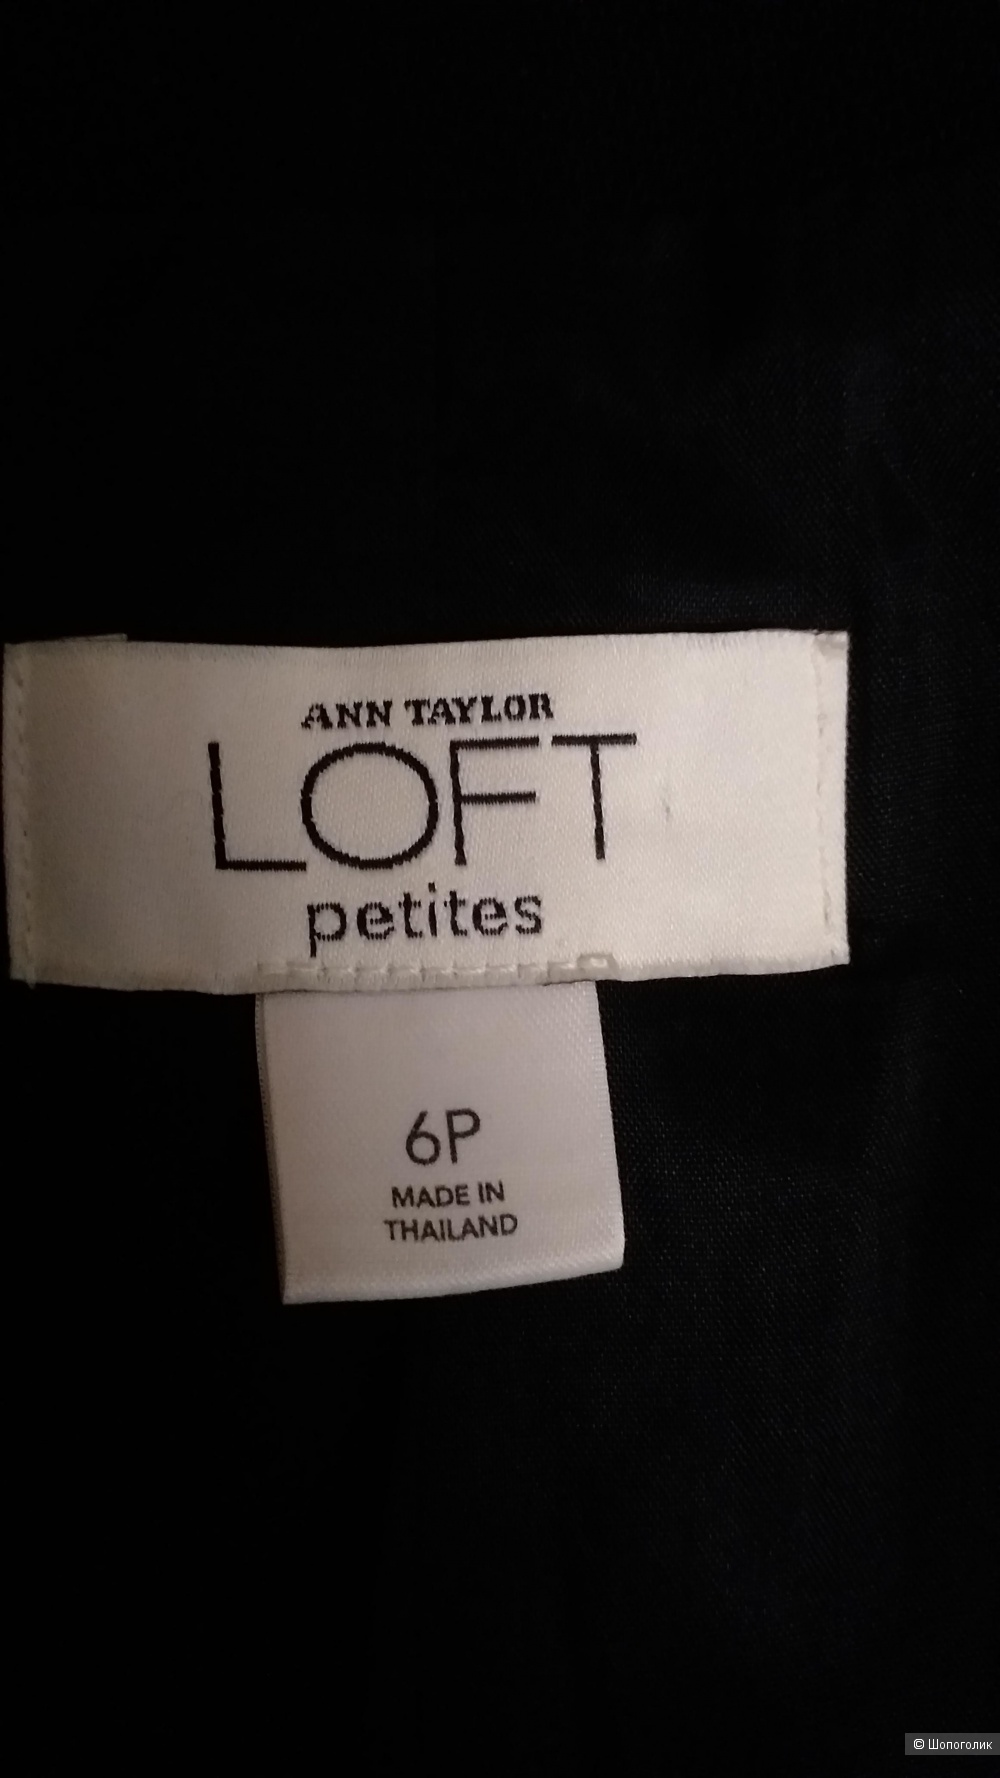 ANN TAYLOR
LOFT
petites
6P
MADE IN
THAILAND
© Шопоголик